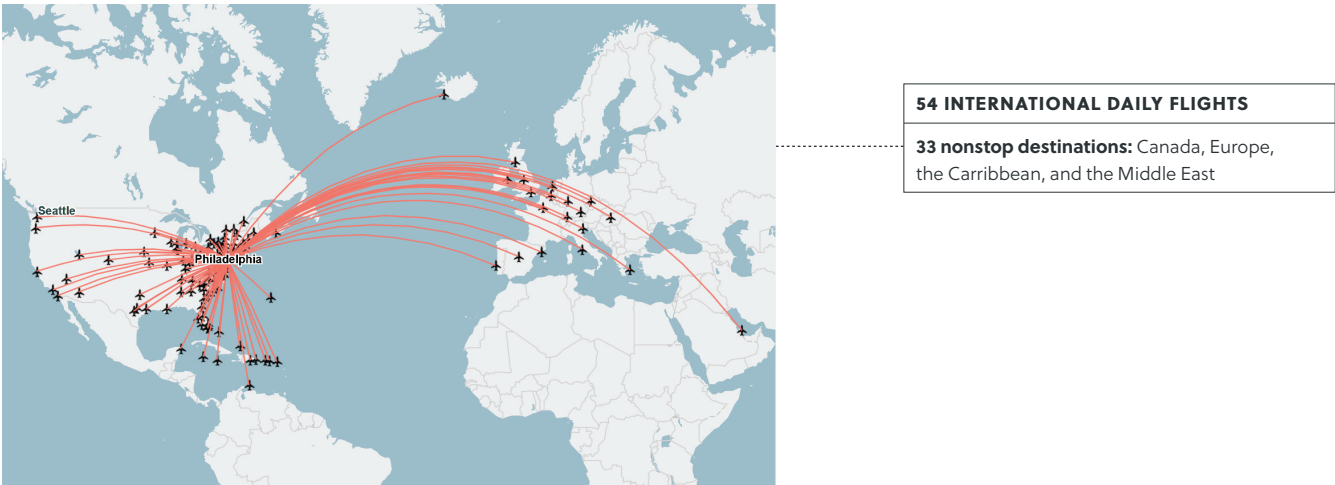 Seattle
Philadelphia
54 INTERNATIONAL DAILY FLIGHTS
33 nonstop destinations: Canada, Europe,
the Carribbean, and the Middle East